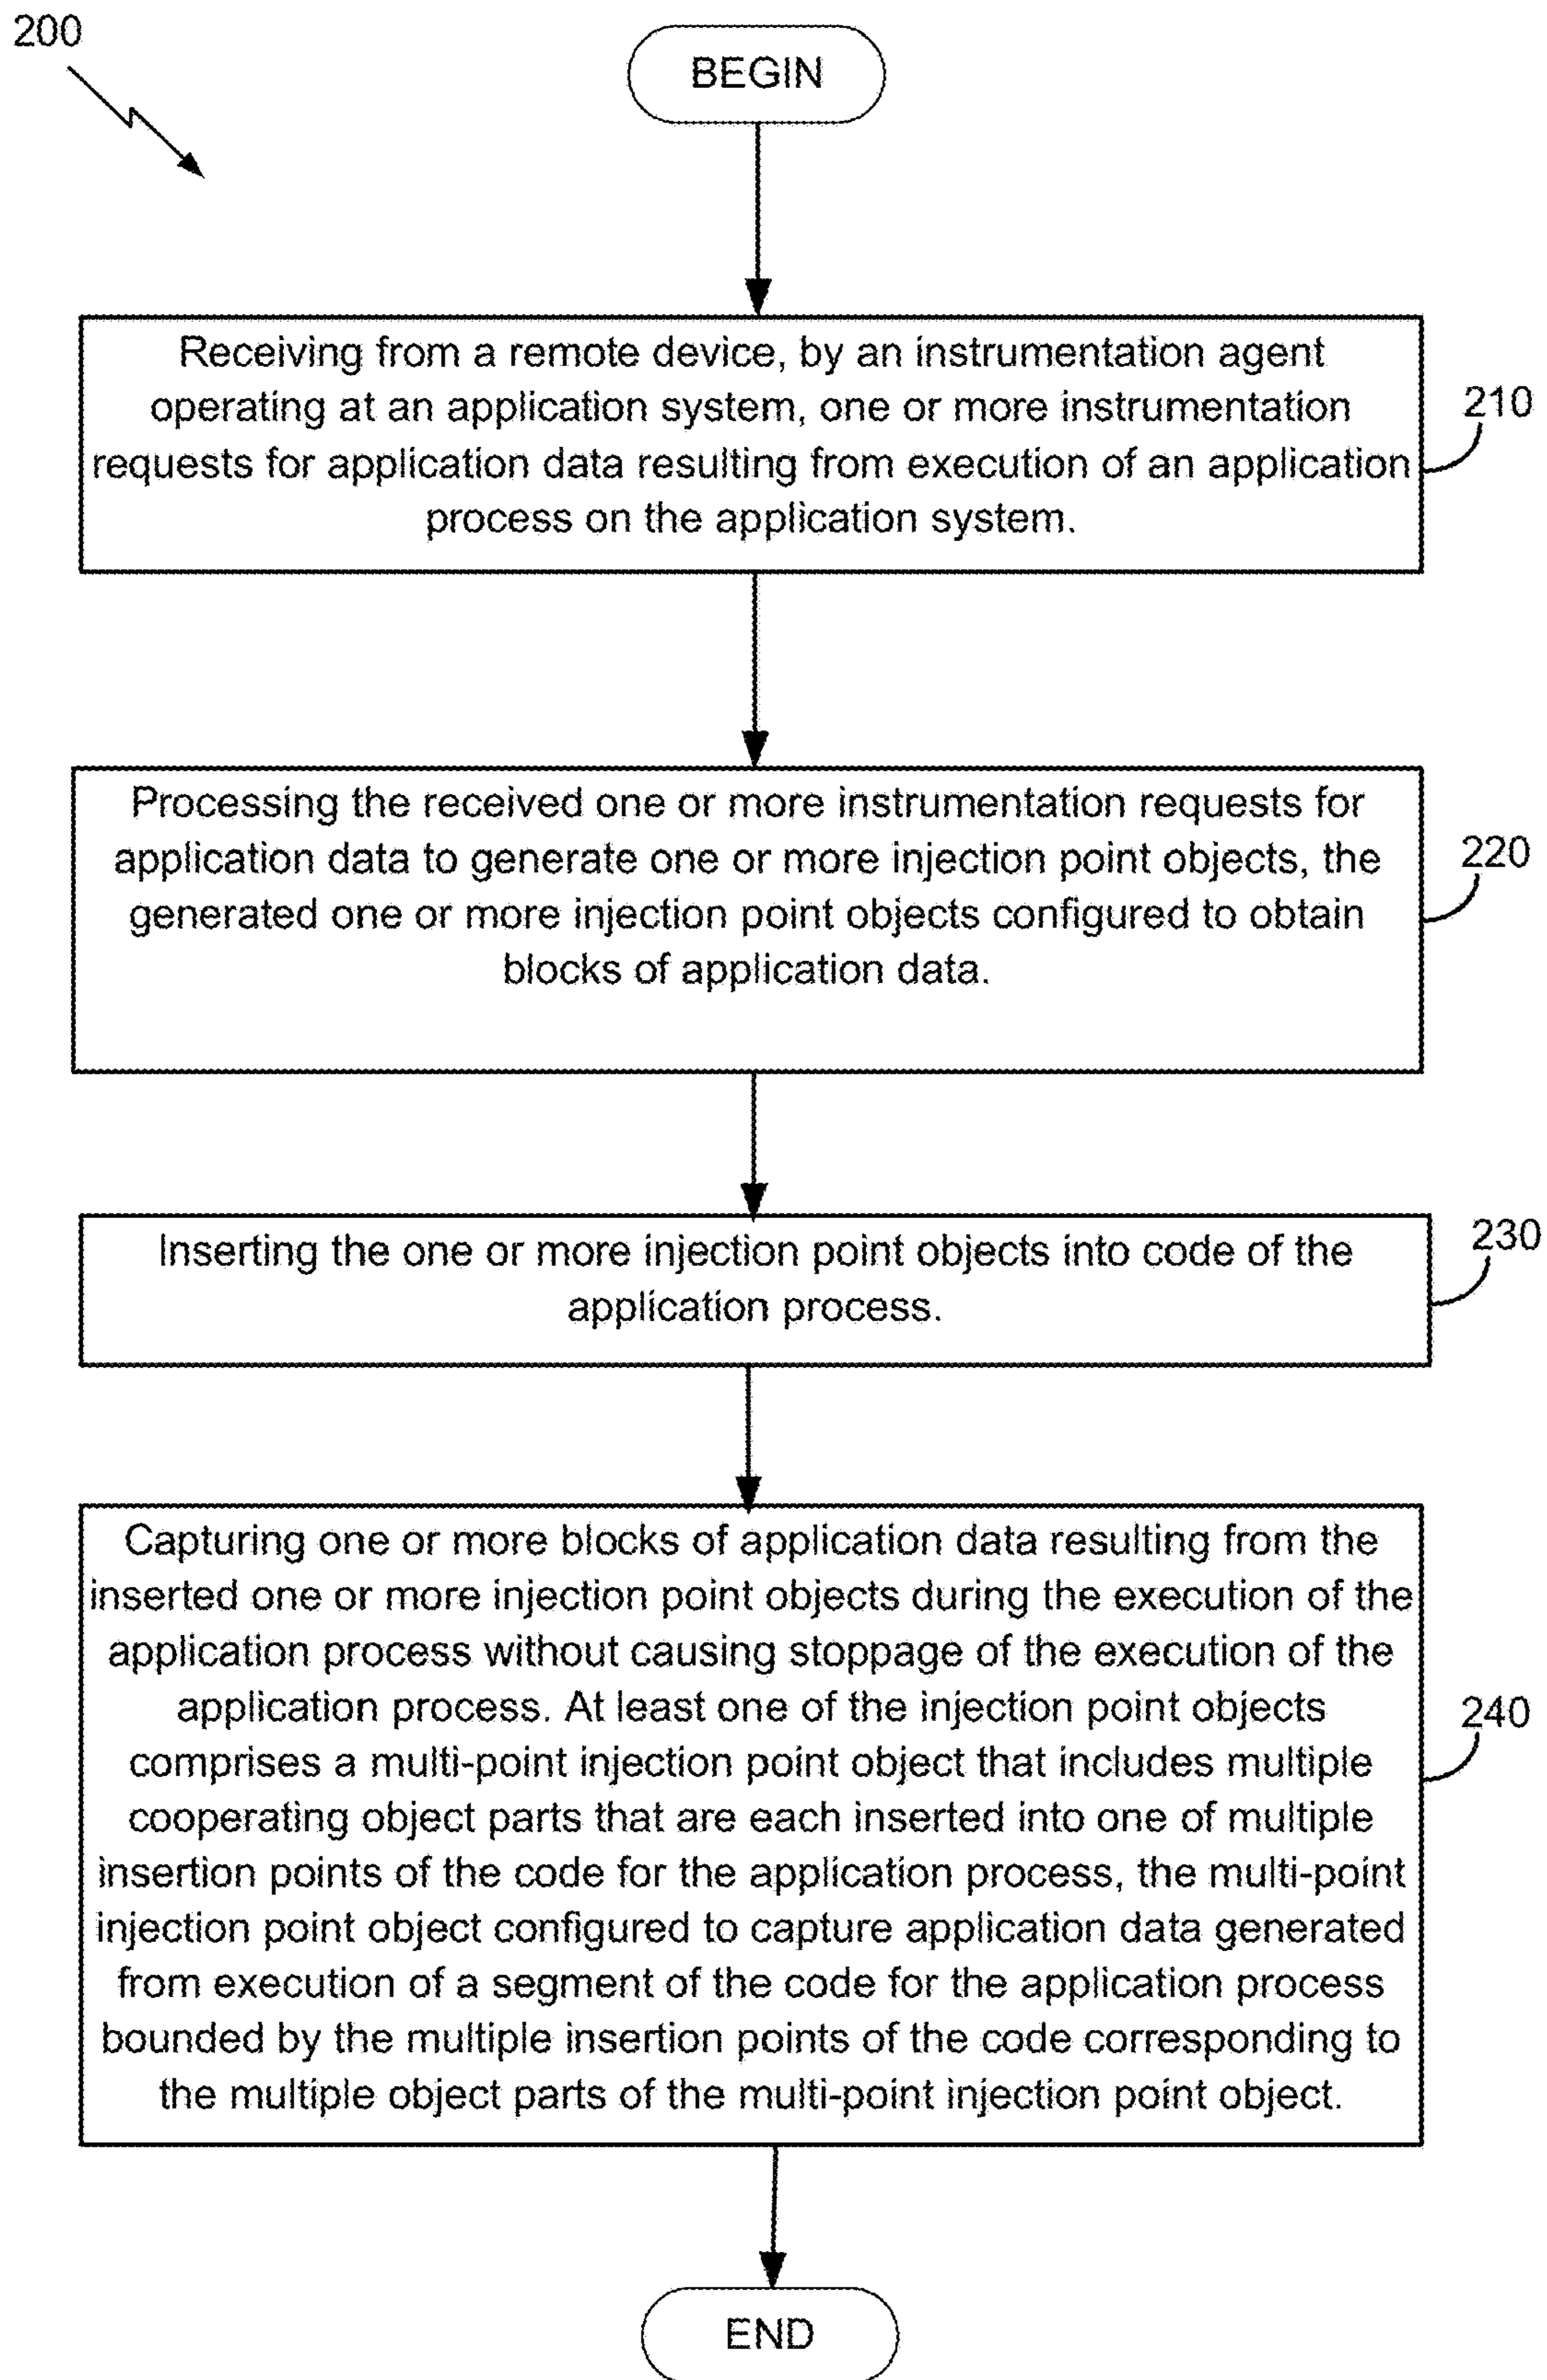 200
BEGIN
Receiving from a remote device, by an instrumentation agent
operating at an application system, one or more instrumentation
requests for application data resulting from execution of an application
process on the application system.
210
Processing the received one or more instrumentation requests for
application data to generate one or more injection point objects, the
generated one or more injection point objects configured to obtain
blocks of application data.
220
Inserting the one or more injection point objects into code of the
application process.
230
Capturing one or more blocks of application data resulting from the
inserted one or more injection point objects during the execution of the
application process without causing stoppage of the execution of the
application process. At least one of the injection point objects
comprises a multi-point injection point object that includes multiple
cooperating object parts that are each inserted into one of multiple
insertion points of the code for the application process, the multi-point
injection point object configured to capture application data generated
from execution of a segment of the code for the application process
bounded by the multiple insertion points of the code corresponding to
the multiple object parts of the multi-point injection point object.
240
END